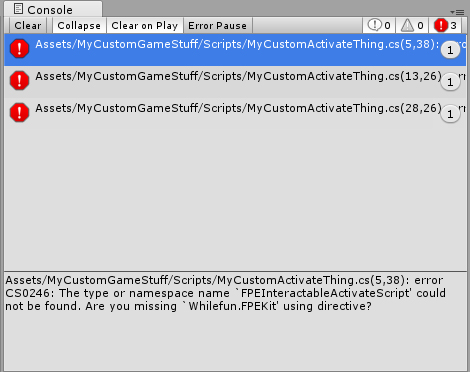 Console
Clear Collapse Clear on Play Error Pause 0 0 3
Assets/MyCustomGameStuff/Scripts/MyCustomActivateThing.cs(5,38): 1
Assets/MyCustomGameStuff/Scripts/MyCustomActivateThing.cs(13,26) 1
Assets/MyCustomGameStuff/Scripts/MyCustomActivateThing.cs(28,26) 1
Assets/MyCustomGameStuff/Scripts/MyCustomActivateThing.cs(5,38): error
CS0246: The type or namespace name `FPEInteractableActivateScript' could
not be found. Are you missing `Whilefun.FPEKit' using directive?